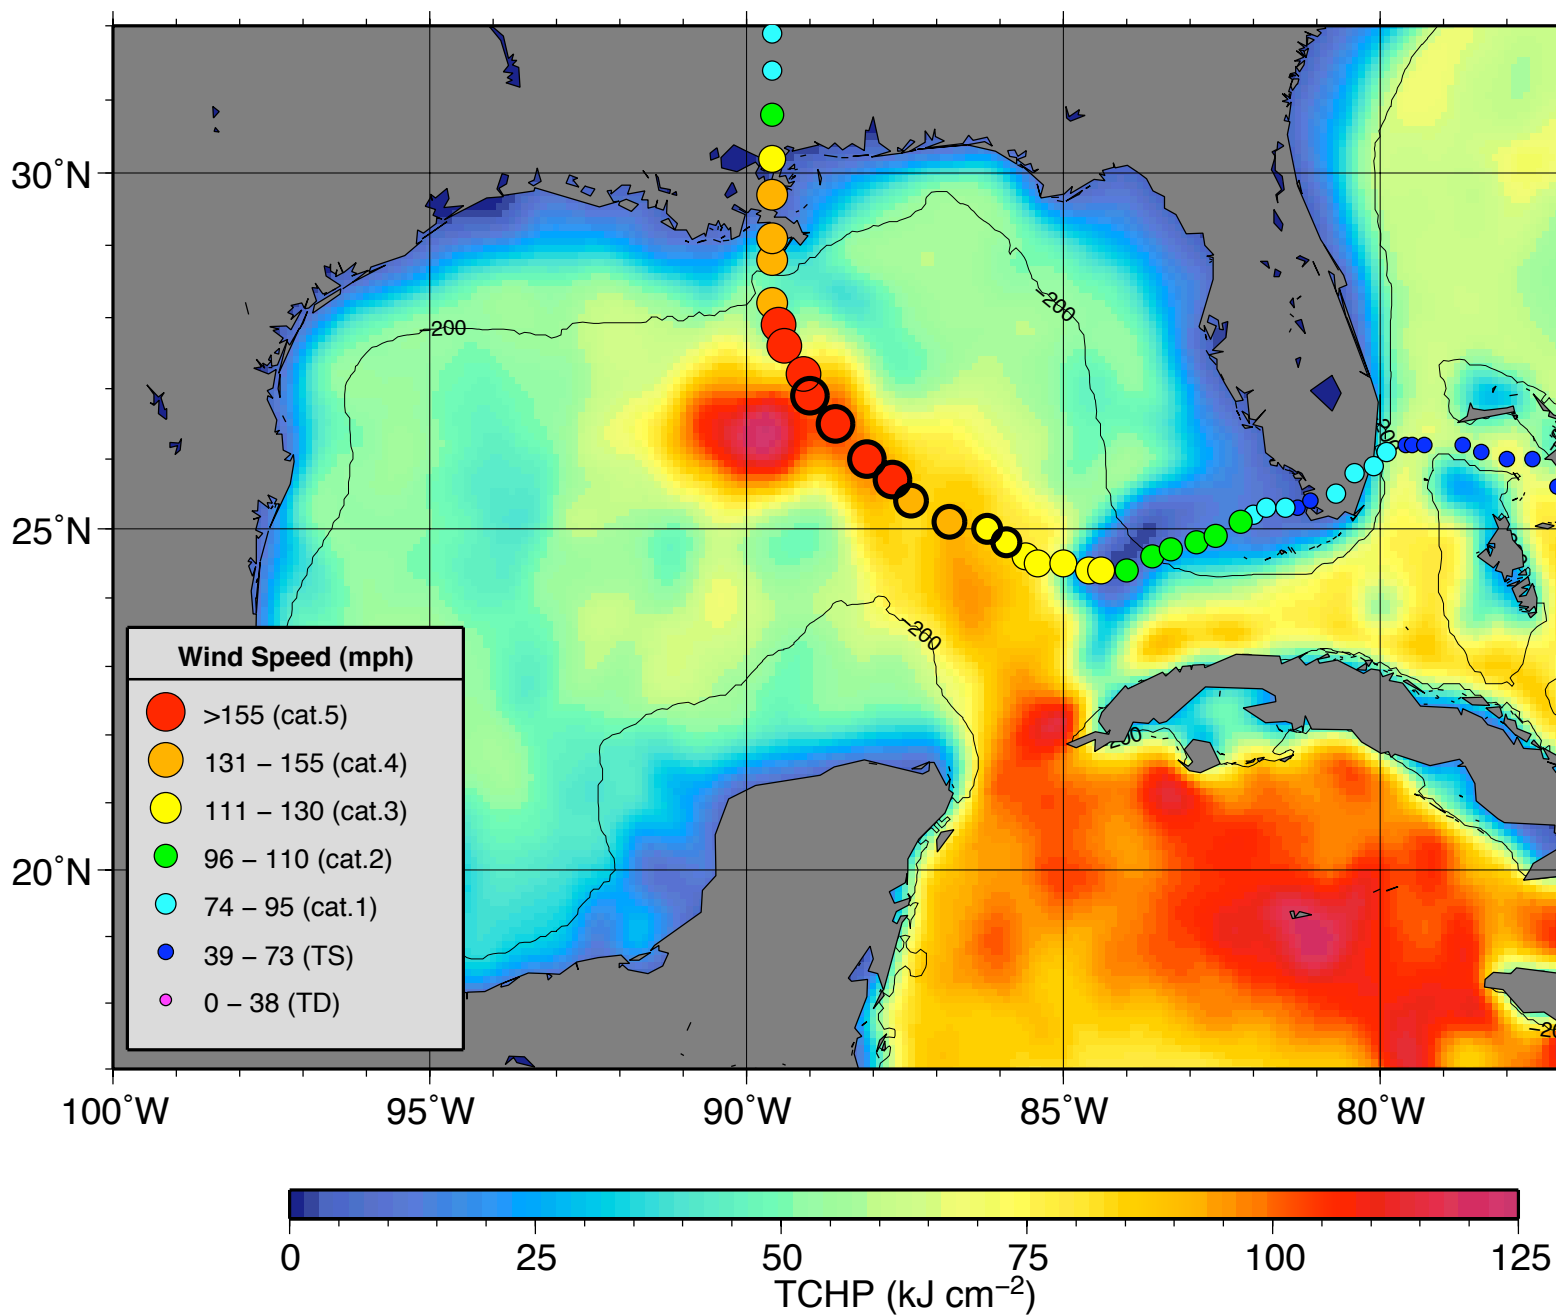 30°N
25°N
20°N
-200
-200
-200
-200
Wind Speed (mph)
>155 (cat.5)
131 – 155 (cat.4)
111 – 130 (cat.3)
96 – 110 (cat.2)
74 – 95 (cat.1)
39 – 73 (TS)
0 – 38 (TD)
100°W 95°W 90°W 85°W 80°W
0 25 50 75 100 125
TCHP (kJ cm⁻²)